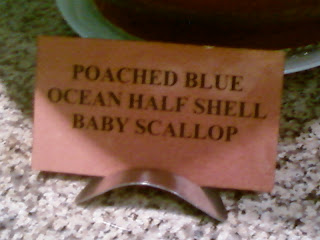 POACHED BLUE
OCEAN HALF SHELL
BABY SCALLOP